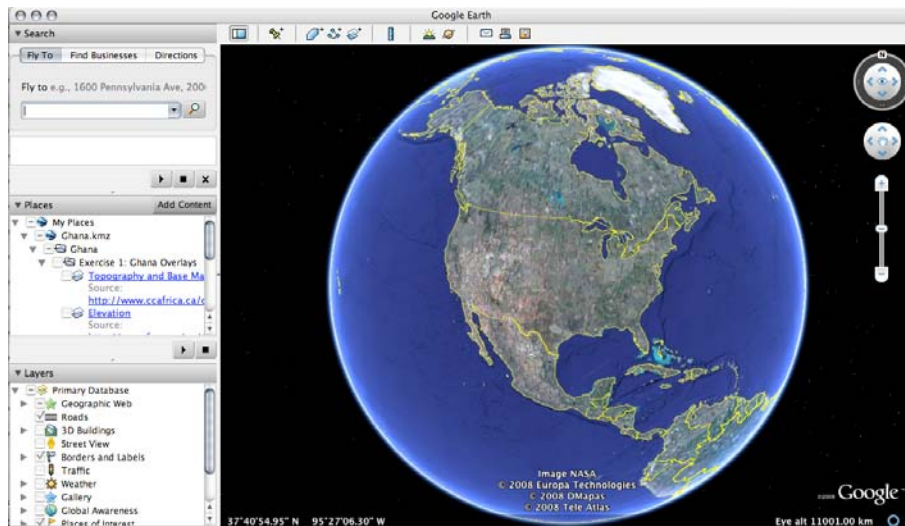 Google Earth
Search
Fly To Find Businesses Directions
Fly to e.g., 1600 Pennsylvania Ave, 200
Places Add Content
My Places
Ghana.kmz
Ghana
Exercise 1: Ghana Overlays
Topography and Base Ma
Source:
http://www.ccafrica.ca/c
Elevation
Source:
Layers
Primary Database
Geographic Web
Roads
3D Buildings
Street View
Borders and Labels
Traffic
Weather
Gallery
Global Awareness
Places of Interest
N
Image NASA
© 2008 Europa Technologies
© 2008 DMapas
© 2008 Tele Atlas
©2008 Google
37°40'54.95" N 95°27'06.30" W
Eye alt 11001.00 km